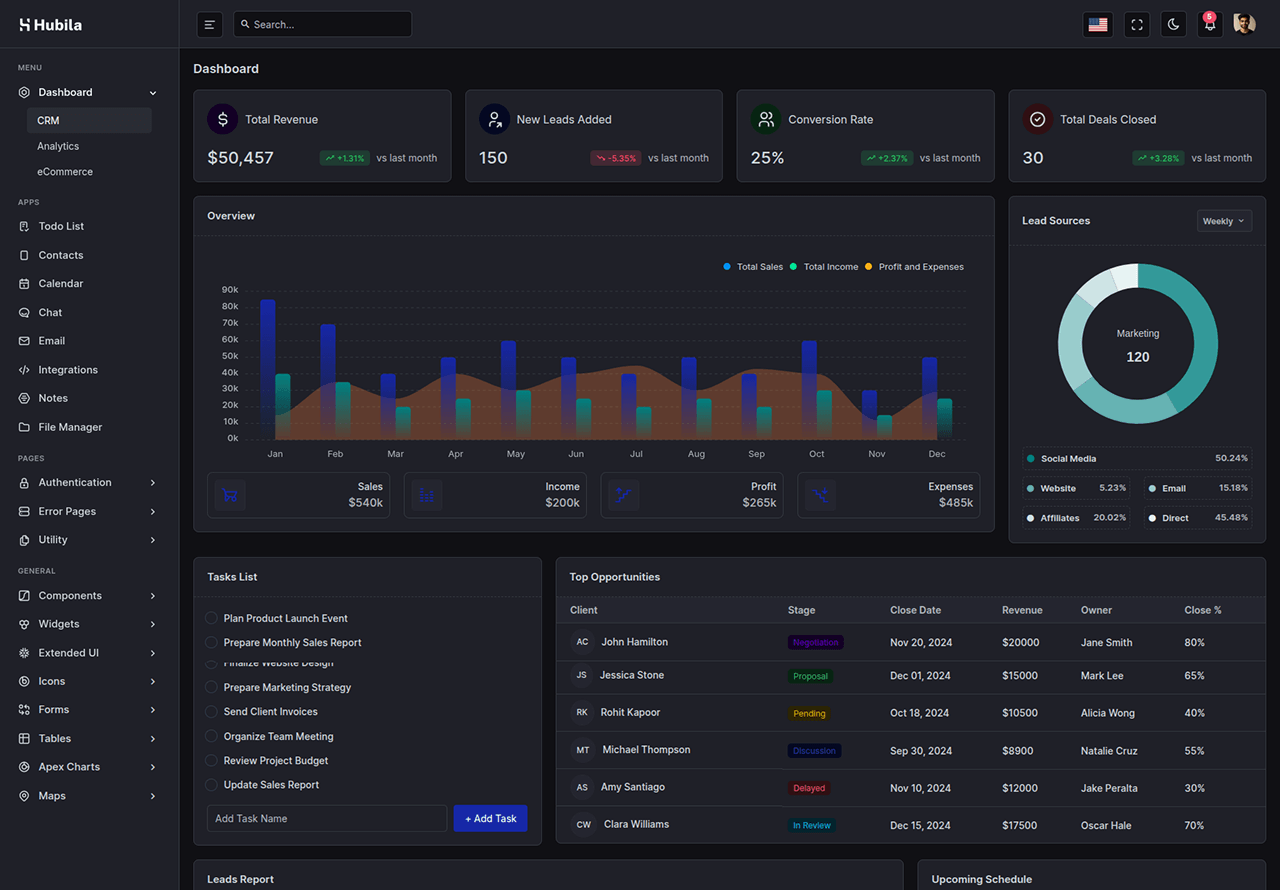 Hubila
Search...
5
MENU
Dashboard
CRM
Analytics
eCommerce
APPS
Todo List
Contacts
Calendar
Chat
Email
Integrations
Notes
File Manager
PAGES
Authentication
Error Pages
Utility
GENERAL
Components
Widgets
Extended UI
Icons
Forms
Tables
Apex Charts
Maps
Dashboard
Total Revenue
$50,457 +1.31% vs last month
New Leads Added
150 -5.35% vs last month
Conversion Rate
25% +2.37% vs last month
Total Deals Closed
30 +3.28% vs last month
Overview
Total Sales Total Income Profit and Expenses
90k
80k
70k
60k
50k
40k
30k
20k
10k
0k
Jan Feb Mar Apr May Jun Jul Aug Sep Oct Nov Dec
Sales
$540k
Income
$200k
Profit
$265k
Expenses
$485k
Lead Sources
Weekly
Marketing
120
Social Media 50.24%
Website 5.23% Email 15.18%
Affiliates 20.02% Direct 45.48%
Tasks List
Plan Product Launch Event
Prepare Monthly Sales Report
Finalize Website Design
Prepare Marketing Strategy
Send Client Invoices
Organize Team Meeting
Review Project Budget
Update Sales Report
Add Task Name + Add Task
Top Opportunities
Client Stage Close Date Revenue Owner Close %
AC John Hamilton Negotiation Nov 20, 2024 $20000 Jane Smith 80%
JS Jessica Stone Proposal Dec 01, 2024 $15000 Mark Lee 65%
RK Rohit Kapoor Pending Oct 18, 2024 $10500 Alicia Wong 40%
MT Michael Thompson Discussion Sep 30, 2024 $8900 Natalie Cruz 55%
AS Amy Santiago Delayed Nov 10, 2024 $12000 Jake Peralta 30%
CW Clara Williams In Review Dec 15, 2024 $17500 Oscar Hale 70%
Leads Report
Upcoming Schedule